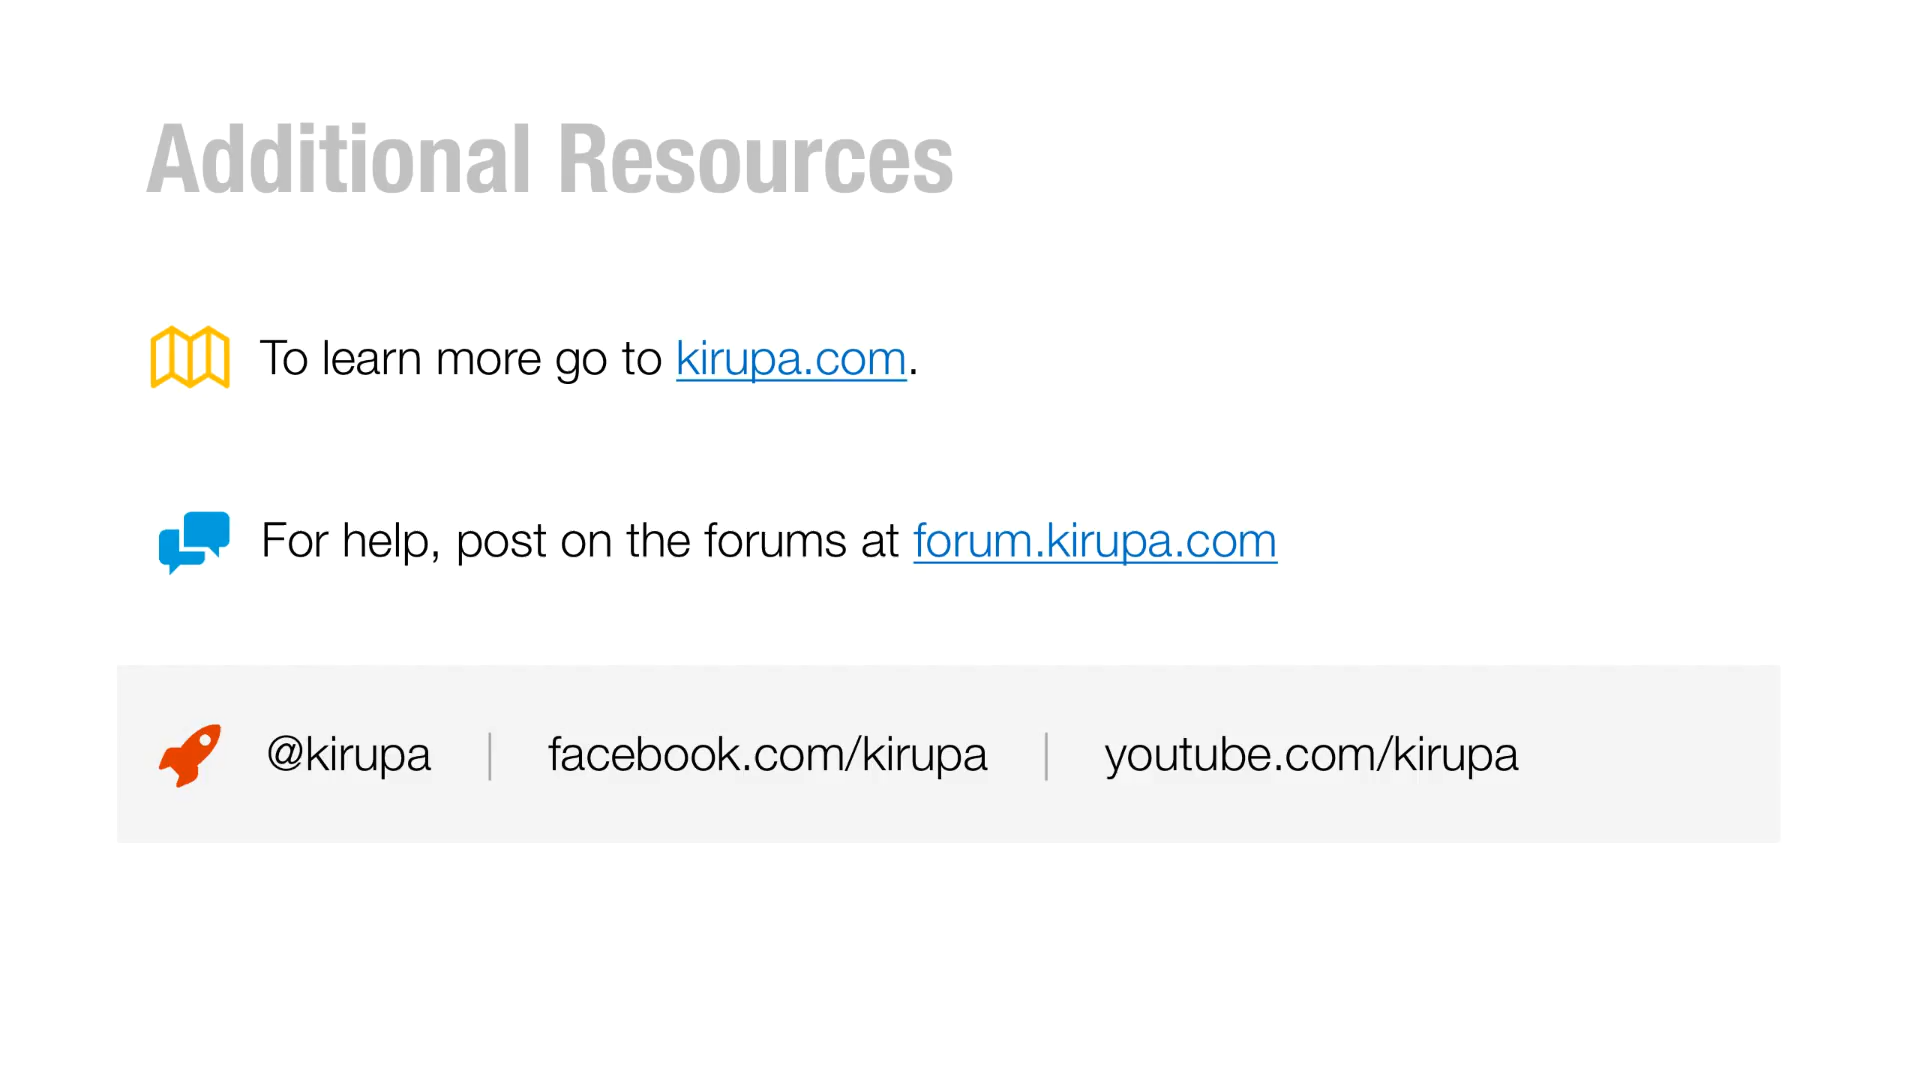 Additional Resources
To learn more go to kirupa.com.
For help, post on the forums at forum.kirupa.com
@kirupa | facebook.com/kirupa | youtube.com/kirupa